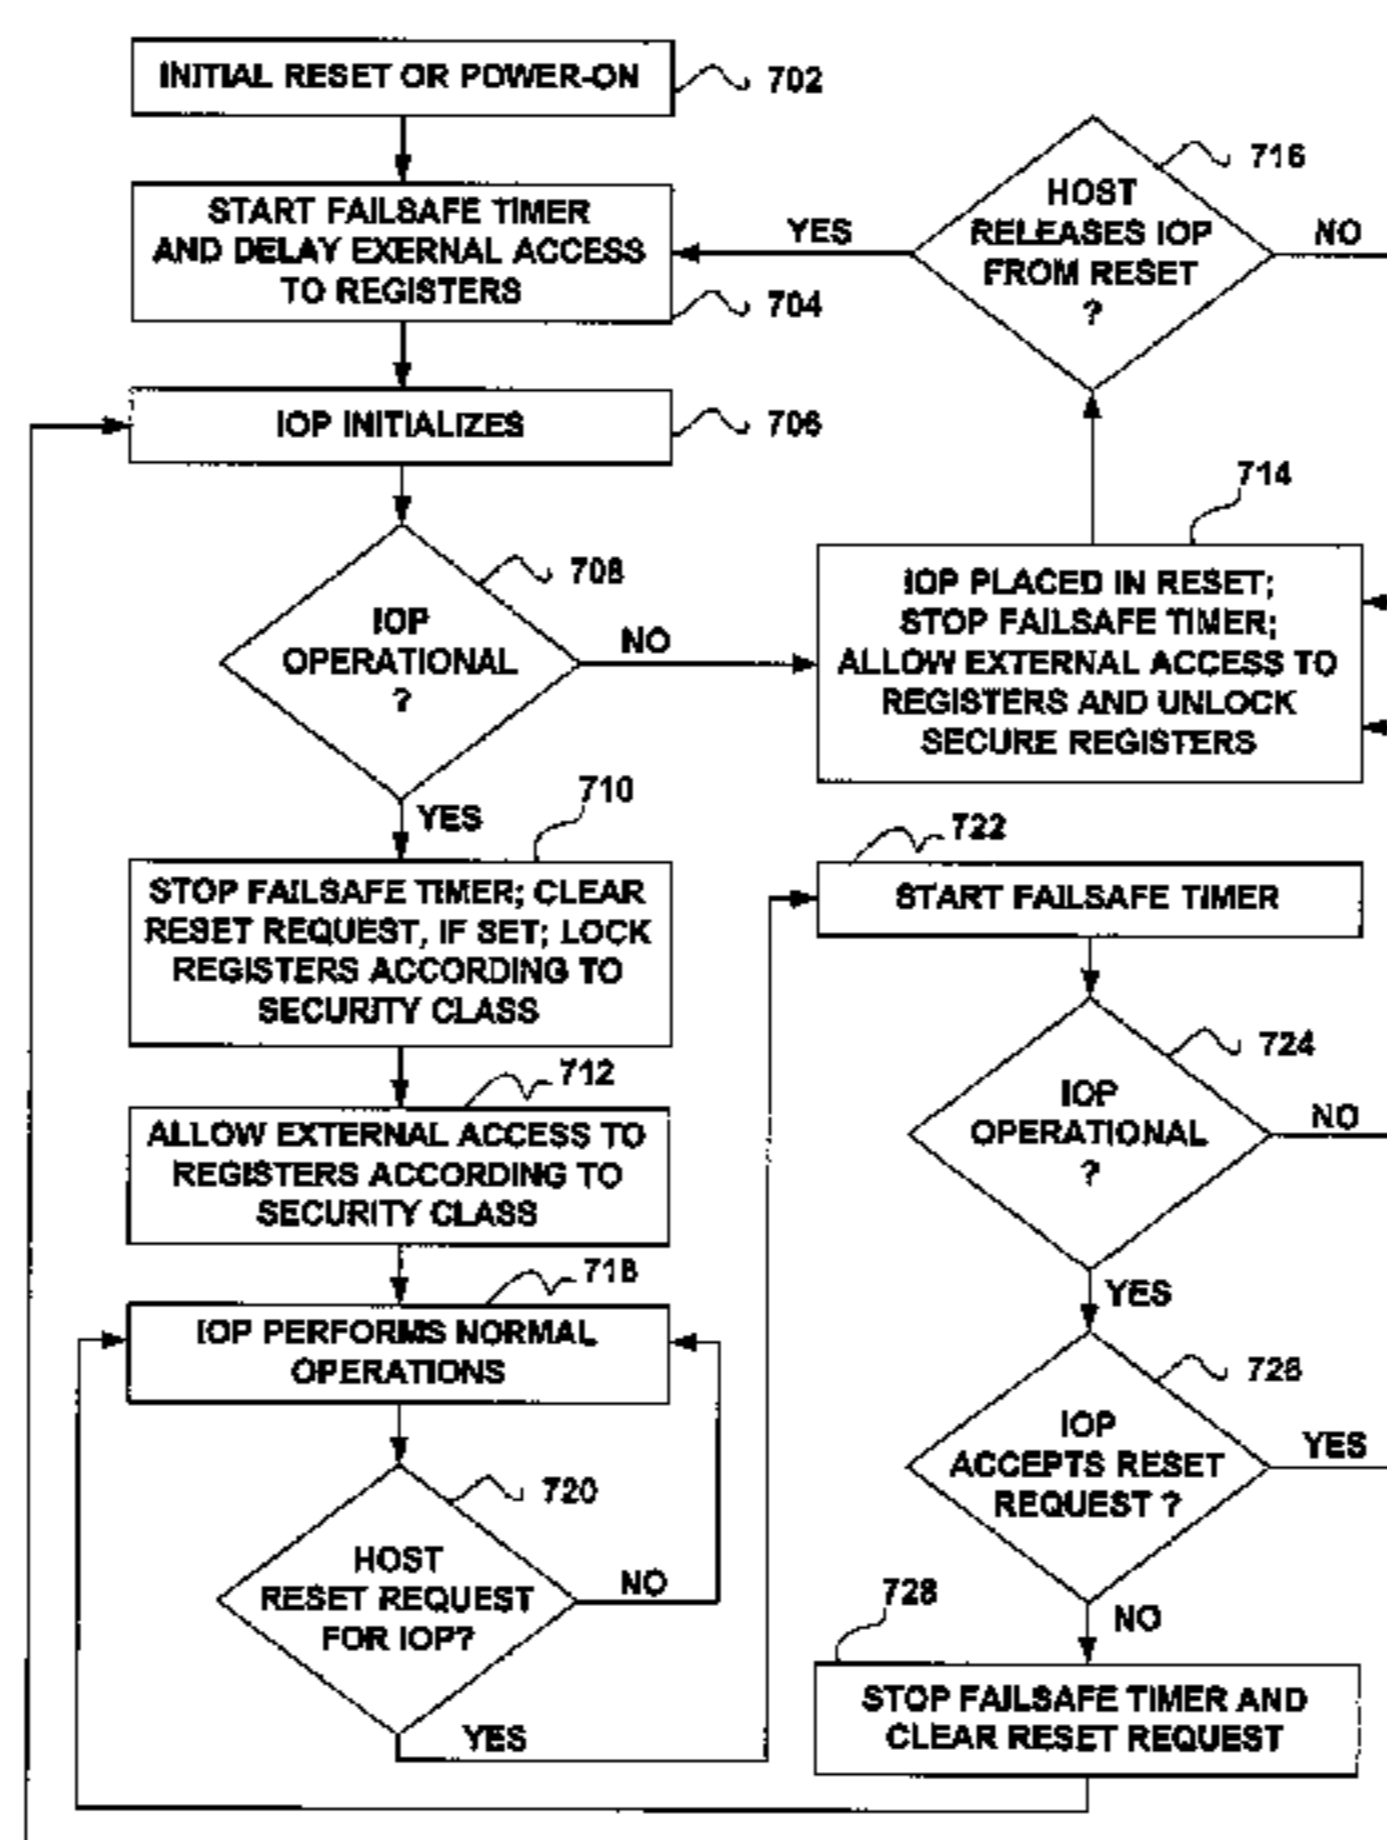 INITIAL RESET OR POWER-ON
702
START FAILSAFE TIMER
AND DELAY EXERNAL ACCESS
TO REGISTERS
704
IOP INITIALIZES
706
IOP
OPERATIONAL
?
708
NO
YES
710
STOP FAILSAFE TIMER; CLEAR
RESET REQUEST, IF SET; LOCK
REGISTERS ACCORDING TO
SECURITY CLASS
712
ALLOW EXTERNAL ACCESS TO
REGISTERS ACCORDING TO
SECURITY CLASS
718
IOP PERFORMS NORMAL
OPERATIONS
720
HOST
RESET REQUEST
FOR IOP?
NO
YES
716
HOST
RELEASES IOP
FROM RESET
?
YES
NO
714
IOP PLACED IN RESET;
STOP FAILSAFE TIMER;
ALLOW EXTERNAL ACCESS TO
REGISTERS AND UNLOCK
SECURE REGISTERS
722
START FAILSAFE TIMER
724
IOP
OPERATIONAL
?
NO
YES
726
IOP
ACCEPTS RESET
REQUEST ?
YES
NO
728
STOP FAILSAFE TIMER AND
CLEAR RESET REQUEST